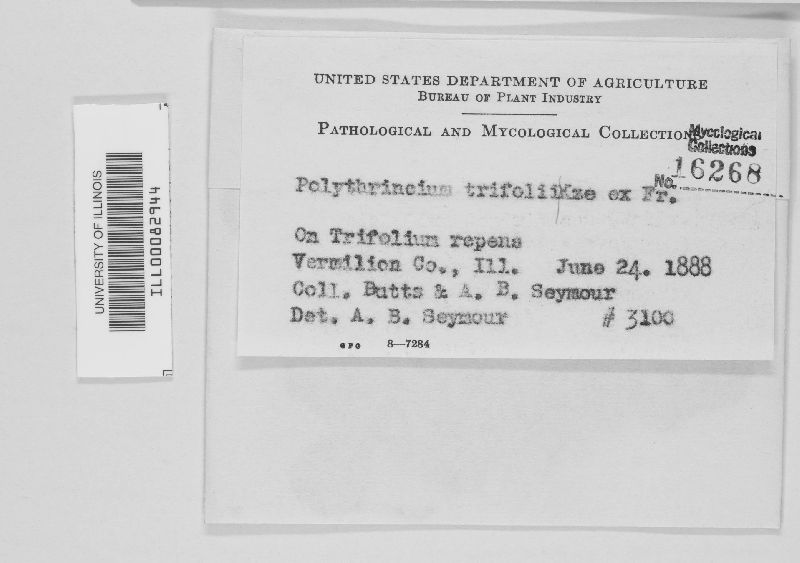 UNITED STATES DEPARTMENT OF AGRICULTURE
BUREAU OF PLANT INDUSTRY
PATHOLOGICAL AND MYCOLOGICAL COLLECTIONS
Mycological
Collections
No. 16268
Polythrincium trifolii Kze ex Fr.
On Trifolium repens
Vermilion Co., Ill. June 24. 1888
Coll. Butts & A. B. Seymour
Det. A. B. Seymour # 3100
GPO 8—7284
UNIVERSITY OF ILLINOIS
ILL00082944